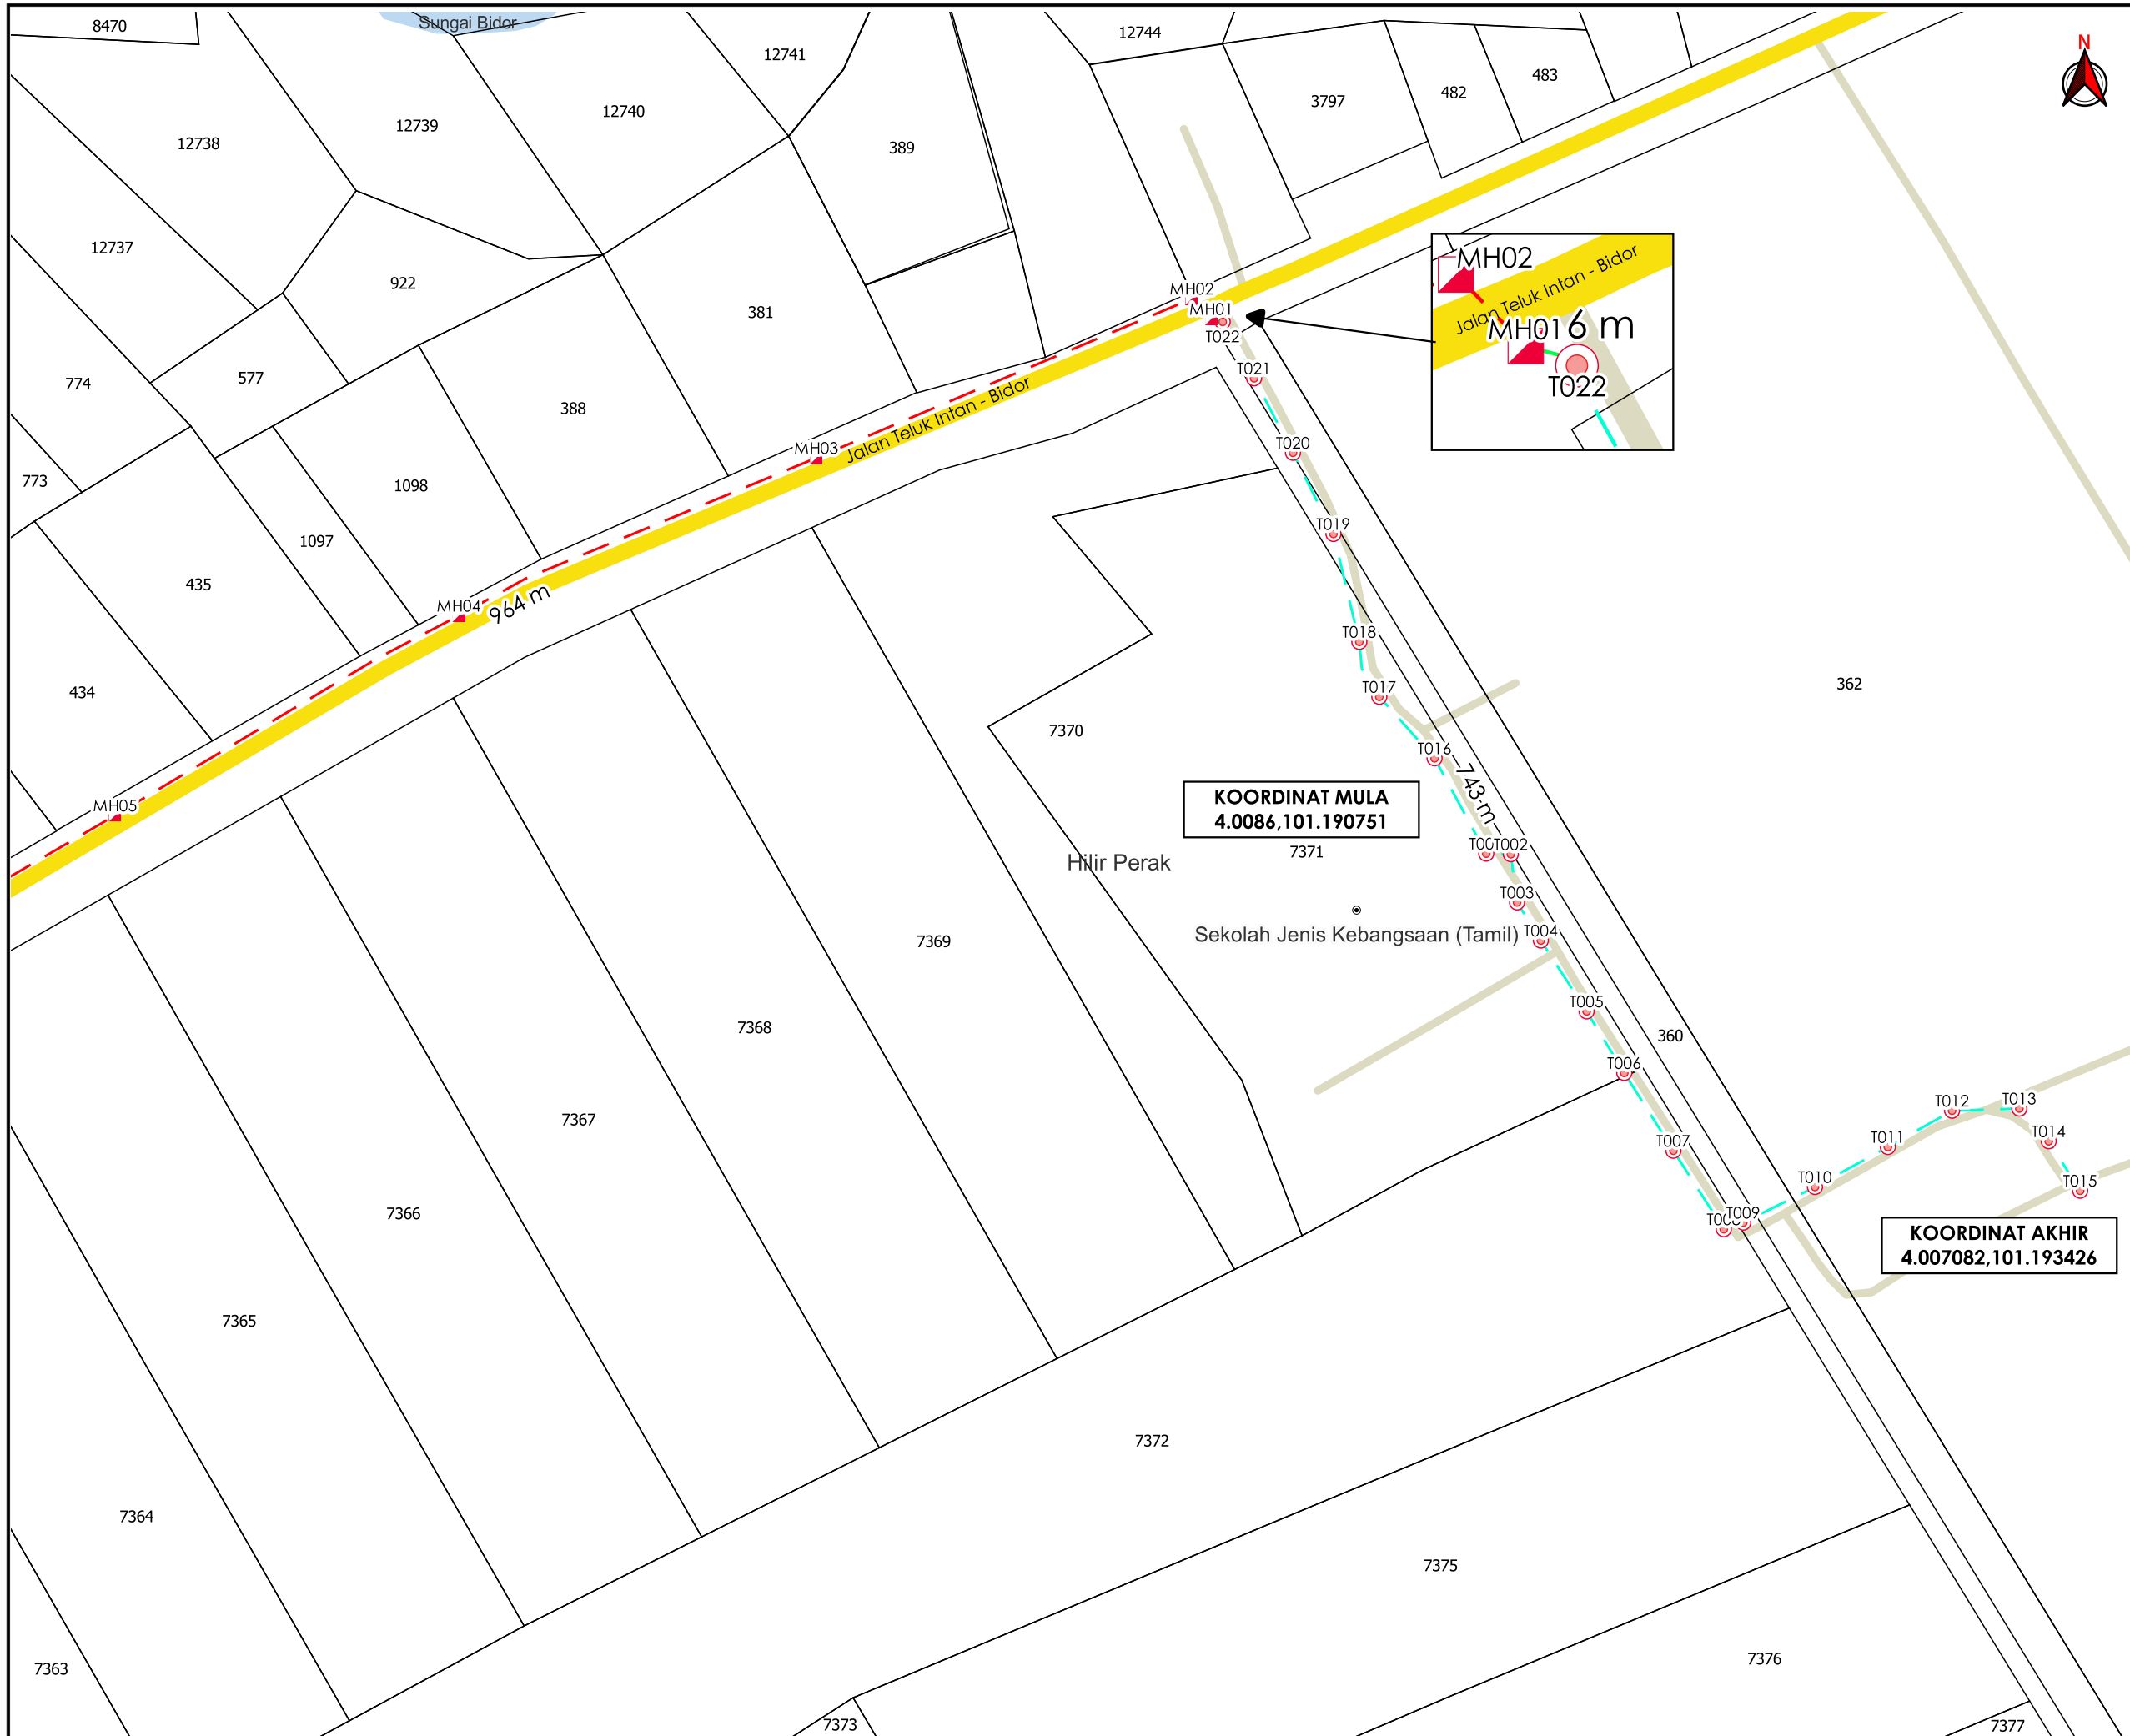 8470
Sungai Bidor
12744
N
12741
483
482
3797
12740
12739
12738
389
12737
922
MH02
Jalan Teluk Intan - Bidor
MH01
6 m
T022
MH02
MH01
T022
381
T021
774
577
388
Jalan Teluk Intan - Bidor
T020
MH03
773
1098
T019
1097
435
964 m
MH04
T018
434
362
T017
7370
T016
743 m
KOORDINAT MULA
4.0086,101.190751
MH05
T002
7371
Hilir Perak
T003
Sekolah Jenis Kebangsaan (Tamil)
T004
7369
T005
7368
360
T006
7367
T012
T013
T007
T011
T014
T010
T015
7366
T009
KOORDINAT AKHIR
4.007082,101.193426
7365
7372
7364
7375
7376
7363
7373
7377